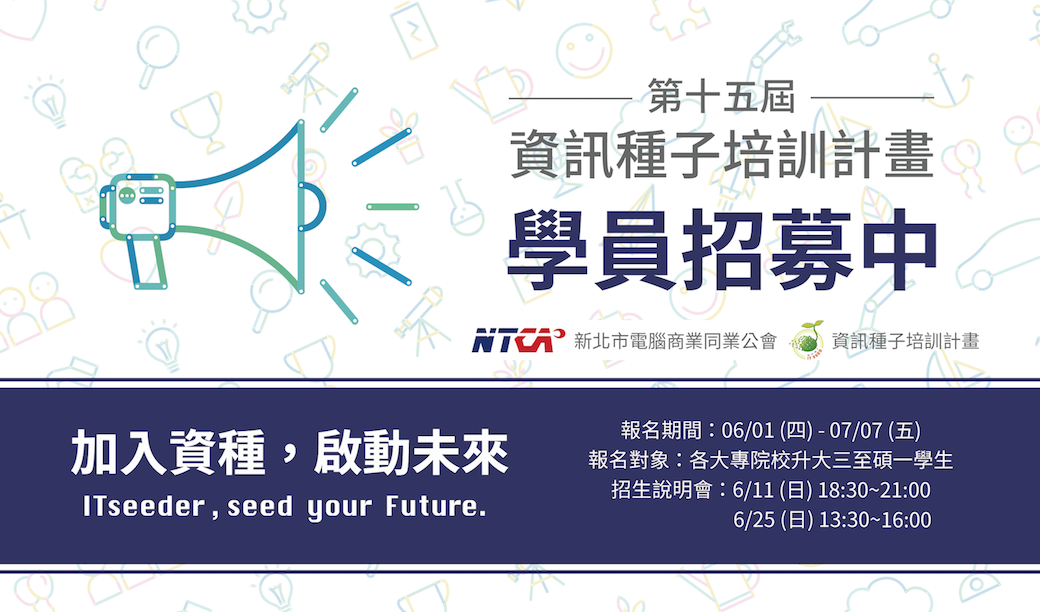 第十五屆
資訊種子培訓計畫
學員招募中
NTCA 新北市電腦商業同業公會 資訊種子培訓計畫
加入資種，啟動未來
ITseeder, seed your Future.
報名期間：06/01 (四) - 07/07 (五)
報名對象：各大專院校升大三至碩一學生
招生說明會：6/11 (日) 18:30~21:00
6/25 (日) 13:30~16:00